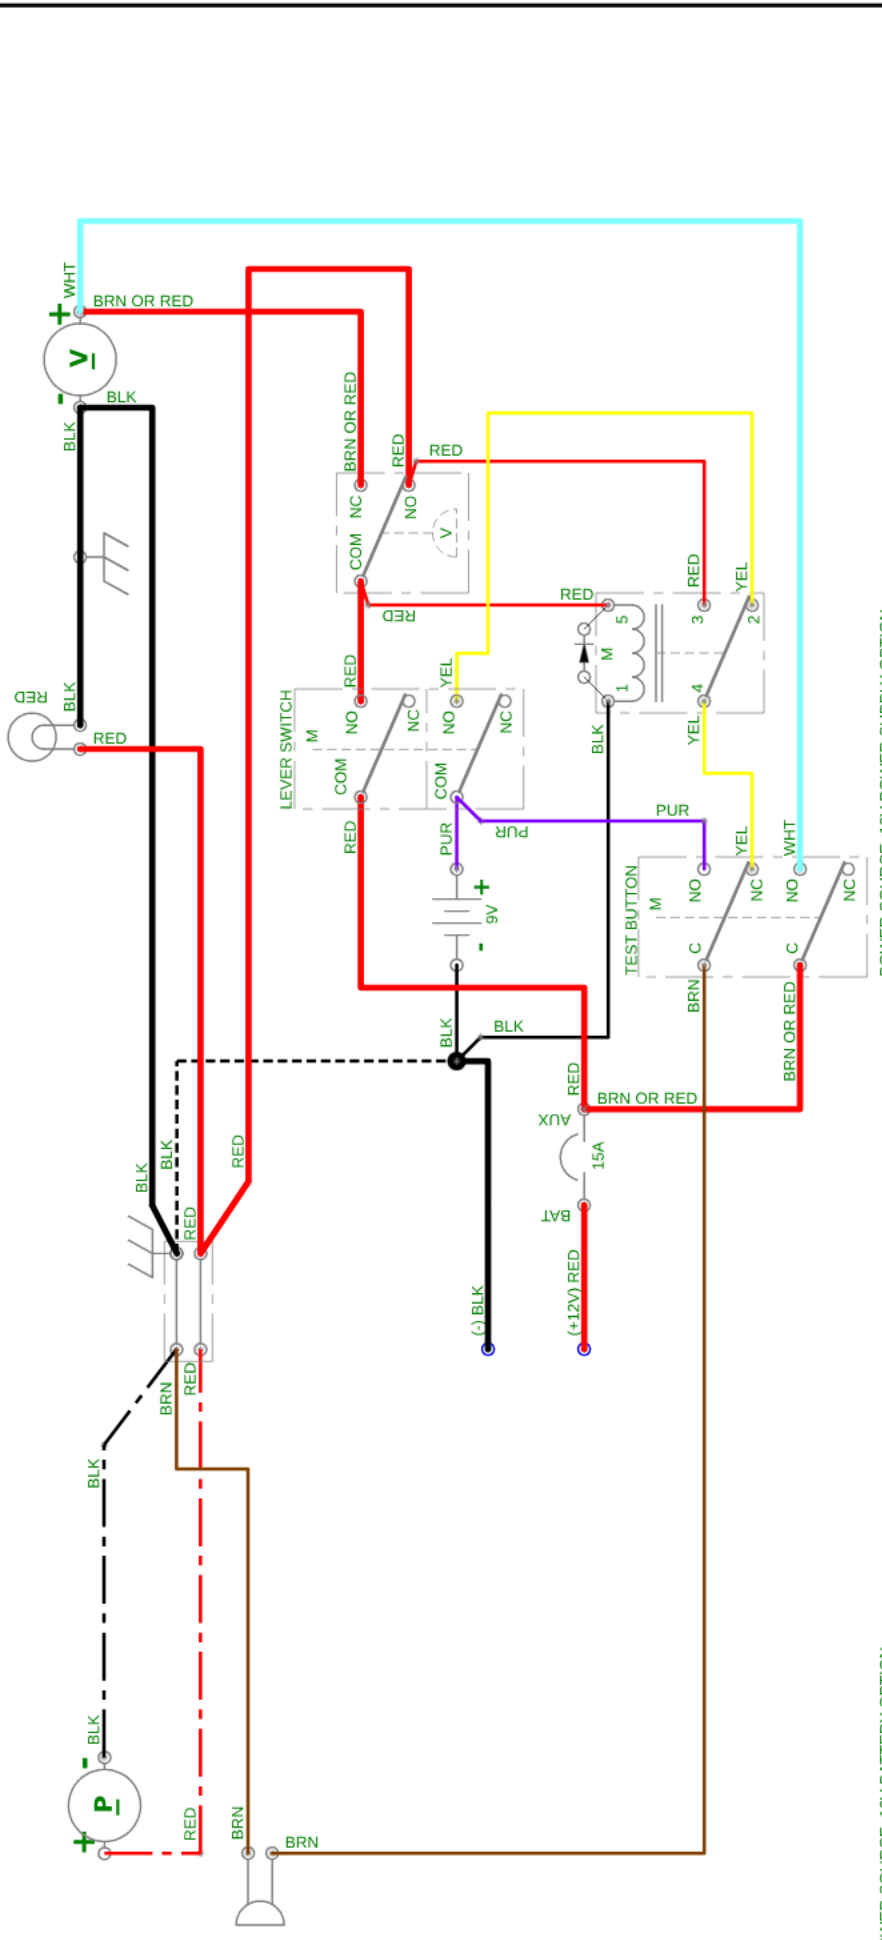 WHT
+
BRN OR RED
V
-
BLK
BLK
BRN OR RED
RED
RED
NC
NO
COM
V
RED
YEL
RED
RED
5
3
2
M
1
4
RED
BLK
RED
RED
YEL
LEVER SWITCH
M
NO
NC
NO
NC
COM
COM
YEL
BLK
RED
PUR
PUR
PUR
+
9V
-
YEL
WHT
TEST BUTTON
M
NO
NC
NO
NC
C
C
BRN
BRN OR RED
BLK
BLK
RED
BRN OR RED
AUX
15A
BAT
BLK
BLK
RED
RED
(-) BLK
(+12V) RED
BRN
RED
BLK
BLK
-
P
+
RED
BRN
BRN